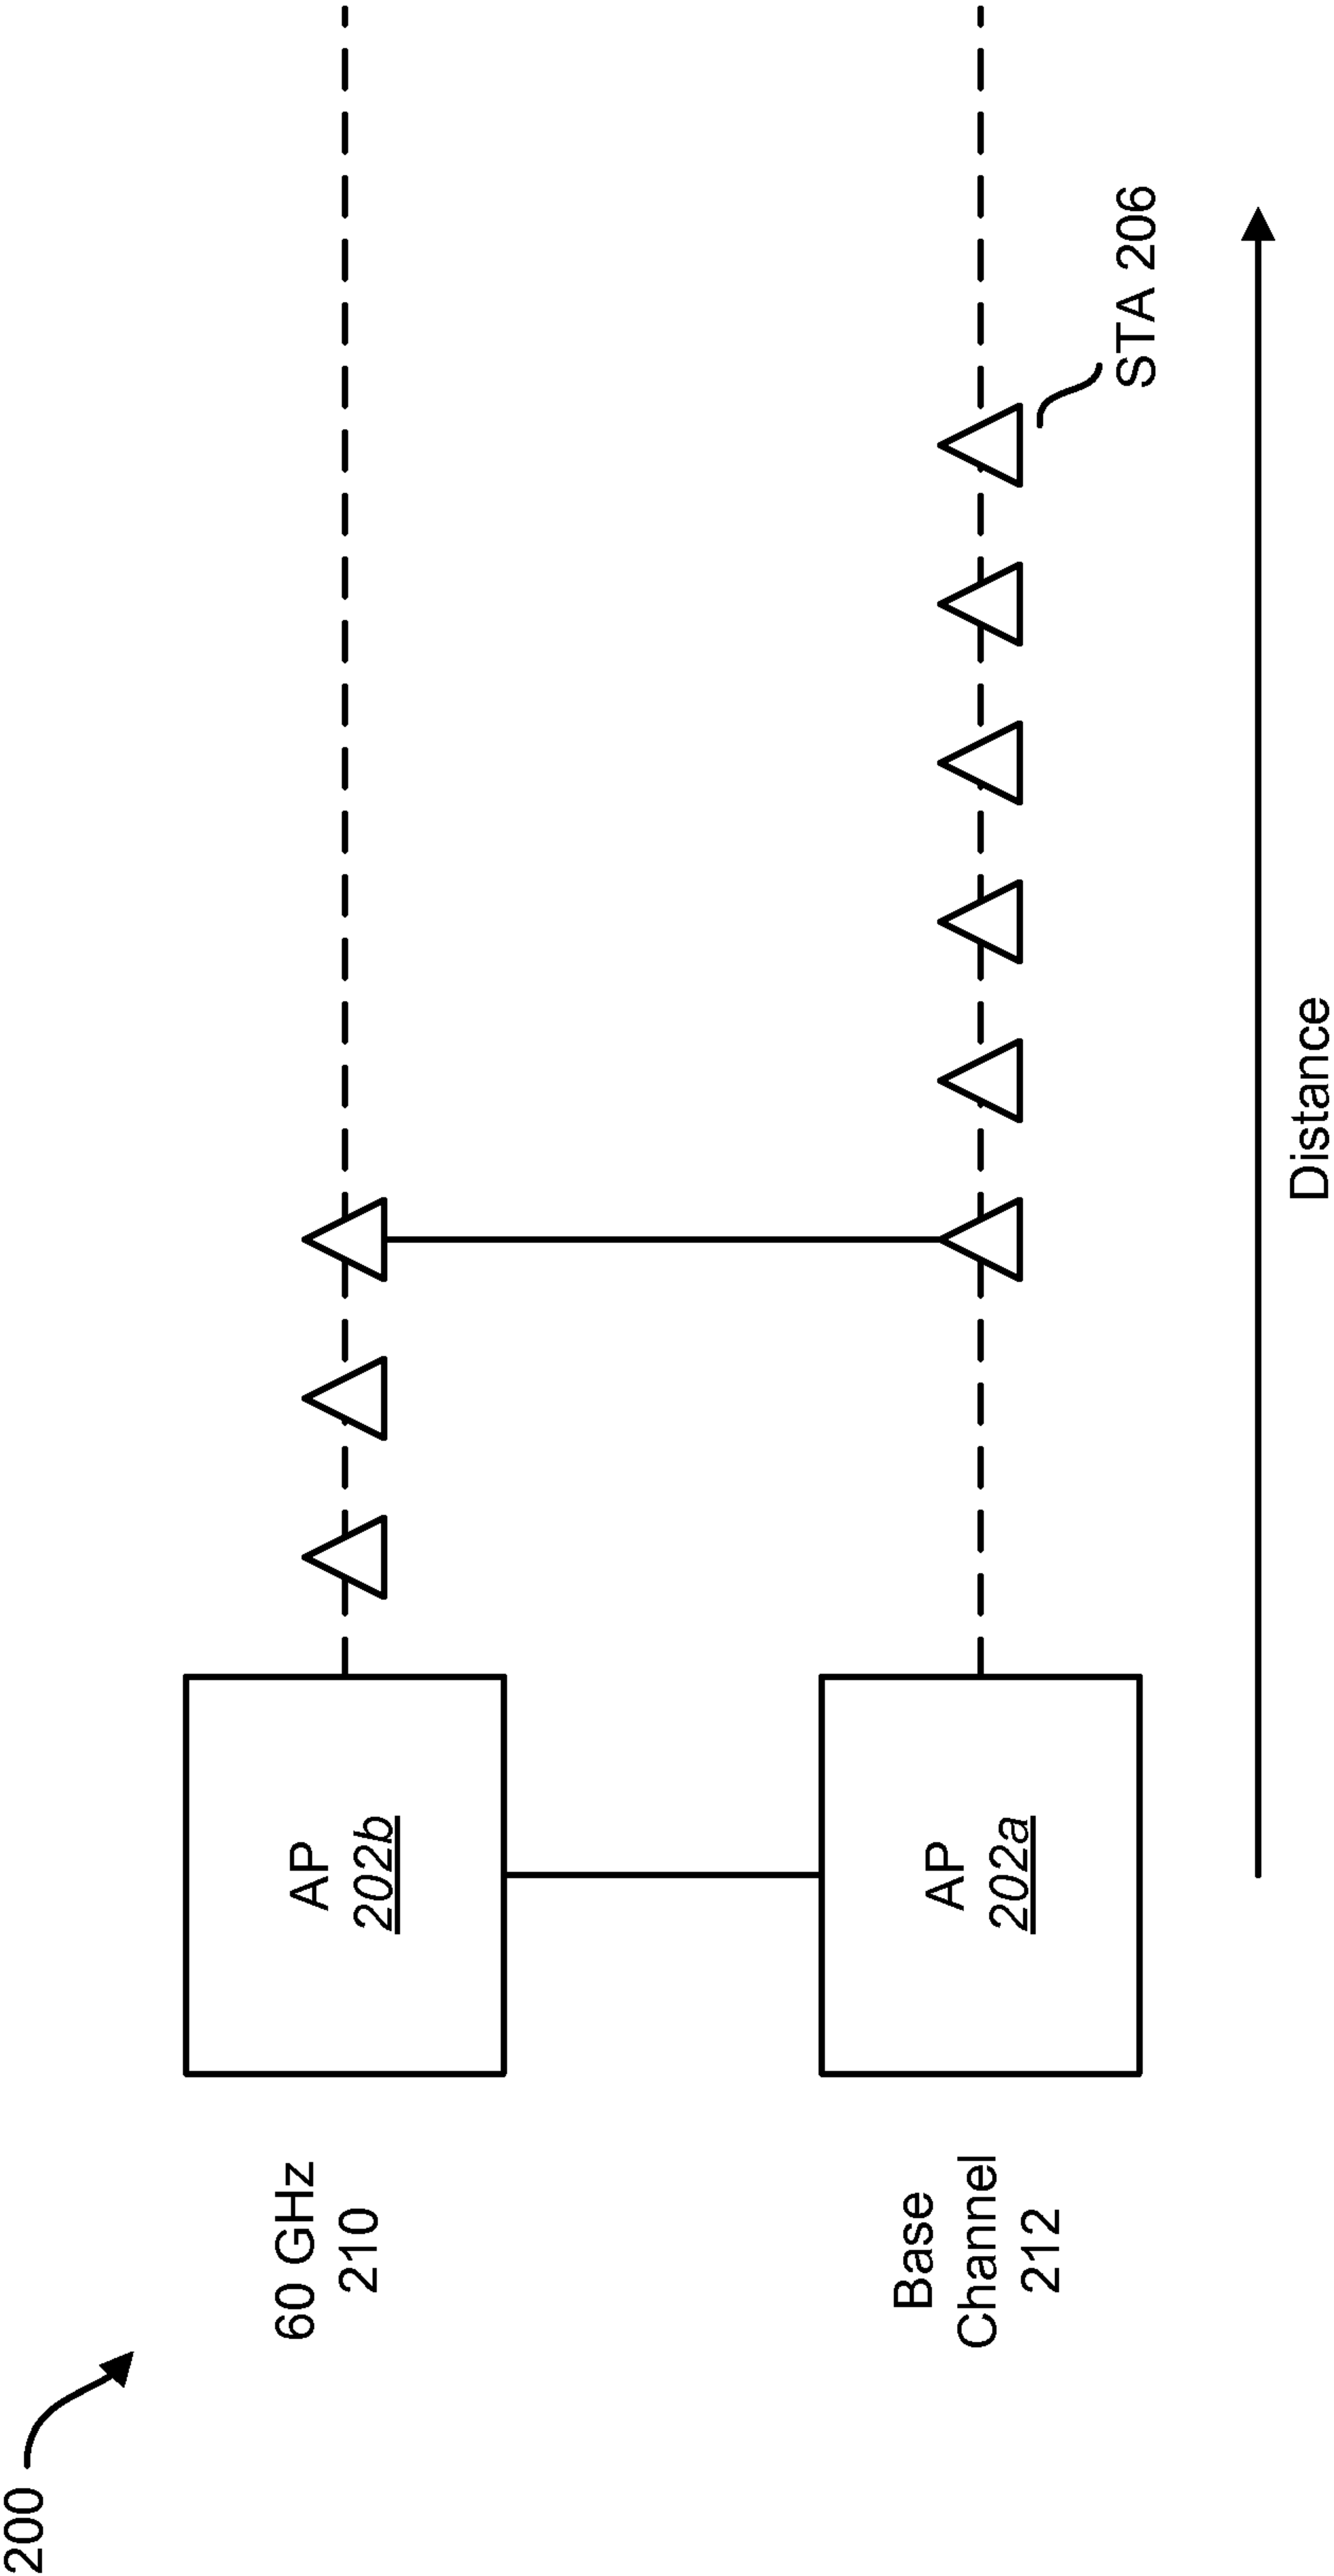 200
60 GHz
210
AP
202b
Base
Channel
212
AP
202a
STA 206
Distance